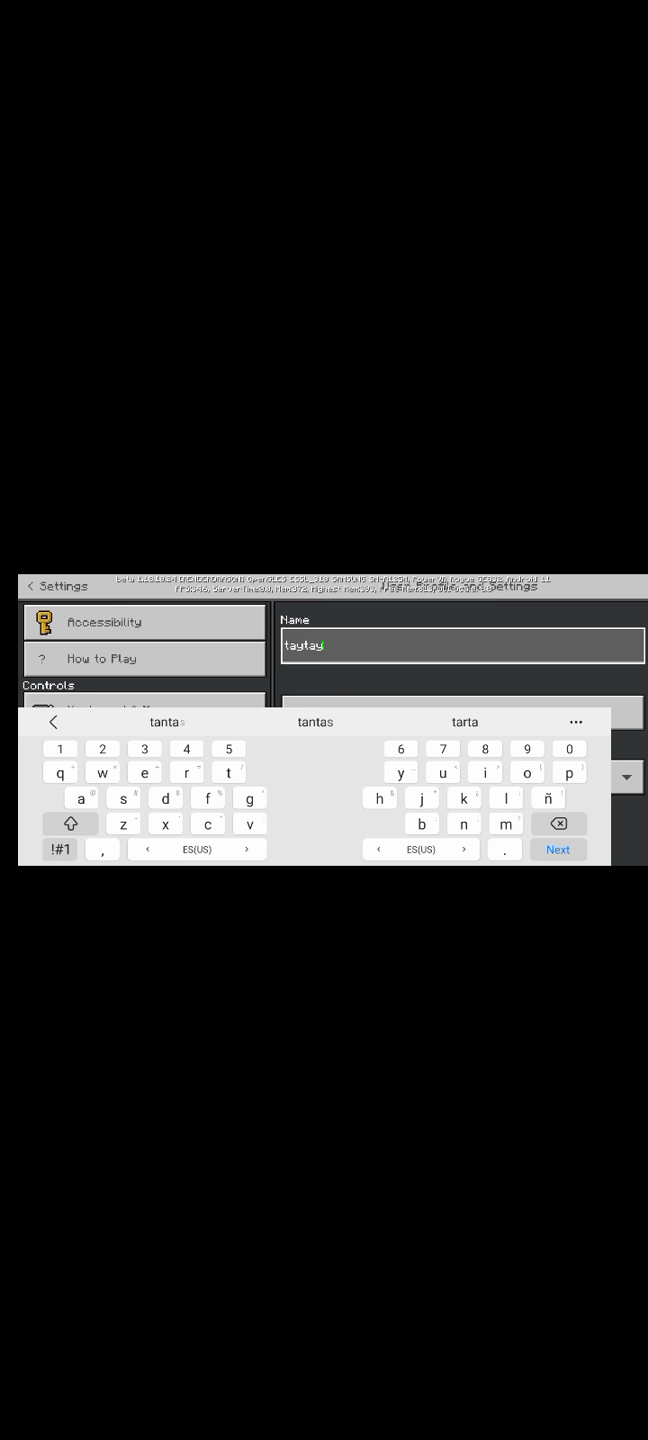 < Settings
User Profile and Settings
Accessibility
? How to Play
Controls
Name
taytay
tantas
tantas
tarta
1 2 3 4 5 6 7 8 9 0
q w e r t y u i o p
a s d f g h j k l ñ
z x c v b n m
!#1 , < ES(US) > < ES(US) > . Next